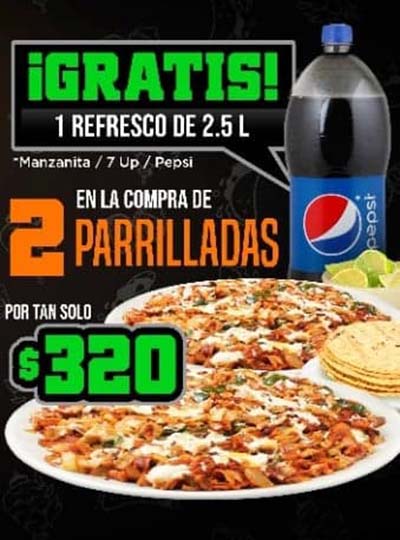 ¡GRATIS!
1 REFRESCO DE 2.5 L
*Manzanita / 7 Up / Pepsi
EN LA COMPRA DE
2 PARRILLADAS
pepsi
POR TAN SOLO
$320